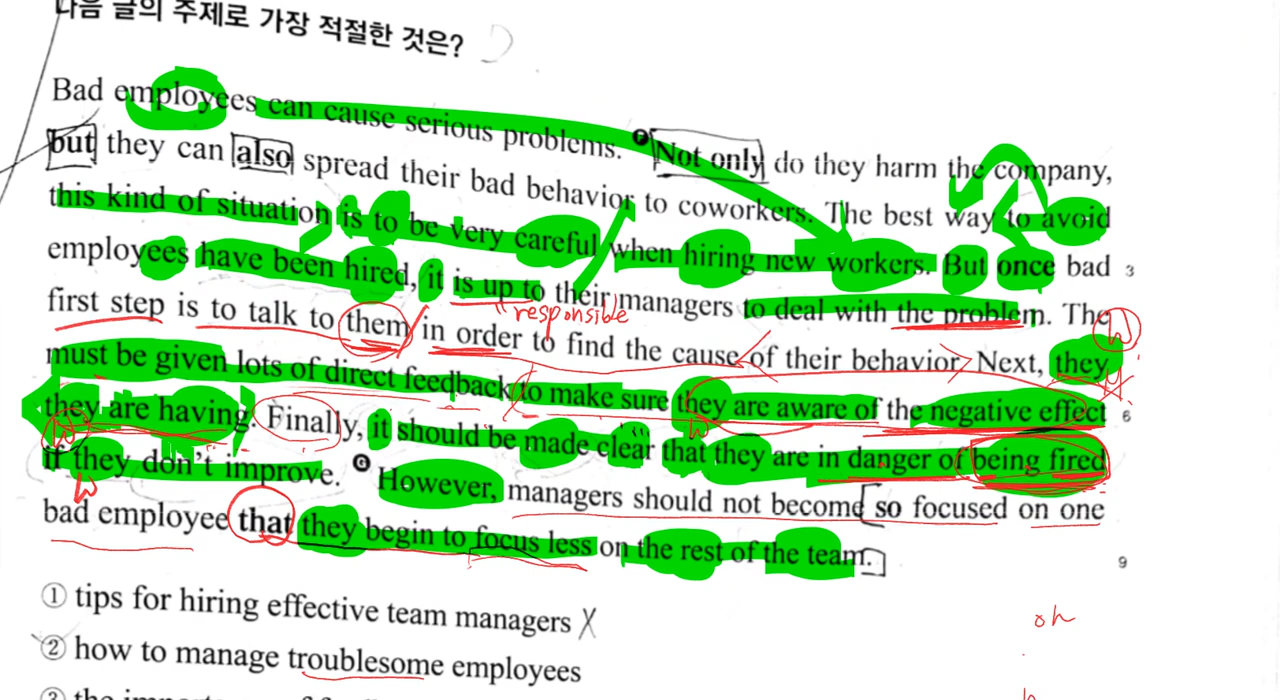 다음 글의 주제로 가장 적절한 것은?
Bad employees can cause serious problems. F Not only do they harm the company,
but they can also spread their bad behavior to coworkers. The best way to avoid
this kind of situation is to be very careful when hiring new workers. But once bad 3
employees have been hired, it is up to their managers to deal with the problem. The
responsible
first step is to talk to them in order to find the cause of their behavior. Next, they
must be given lots of direct feedback to make sure they are aware of the negative effect 6
they are having. Finally, it should be made clear that they are in danger of being fired
if they don't improve. G However, managers should not become so focused on one
bad employee that they begin to focus less on the rest of the team. 9
① tips for hiring effective team managers X
② how to manage troublesome employees
oh
③ the